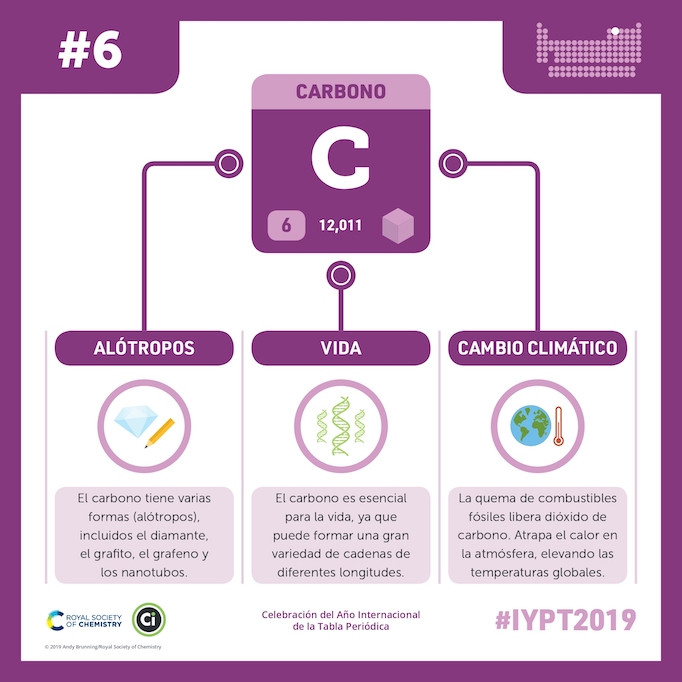 #6
CARBONO
C
6 12,011
ALÓTROPOS
El carbono tiene varias
formas (alótropos),
incluidos el diamante,
el grafito, el grafeno y
los nanotubos.
VIDA
El carbono es esencial
para la vida, ya que
puede formar una gran
variedad de cadenas de
diferentes longitudes.
CAMBIO CLIMÁTICO
La quema de combustibles
fósiles libera dióxido de
carbono. Atrapa el calor en
la atmósfera, elevando las
temperaturas globales.
ROYAL SOCIETY
OF CHEMISTRY
Ci
Celebración del Año Internacional
de la Tabla Periódica
#IYPT2019
© 2019 Andy Brunning/Royal Society of Chemistry